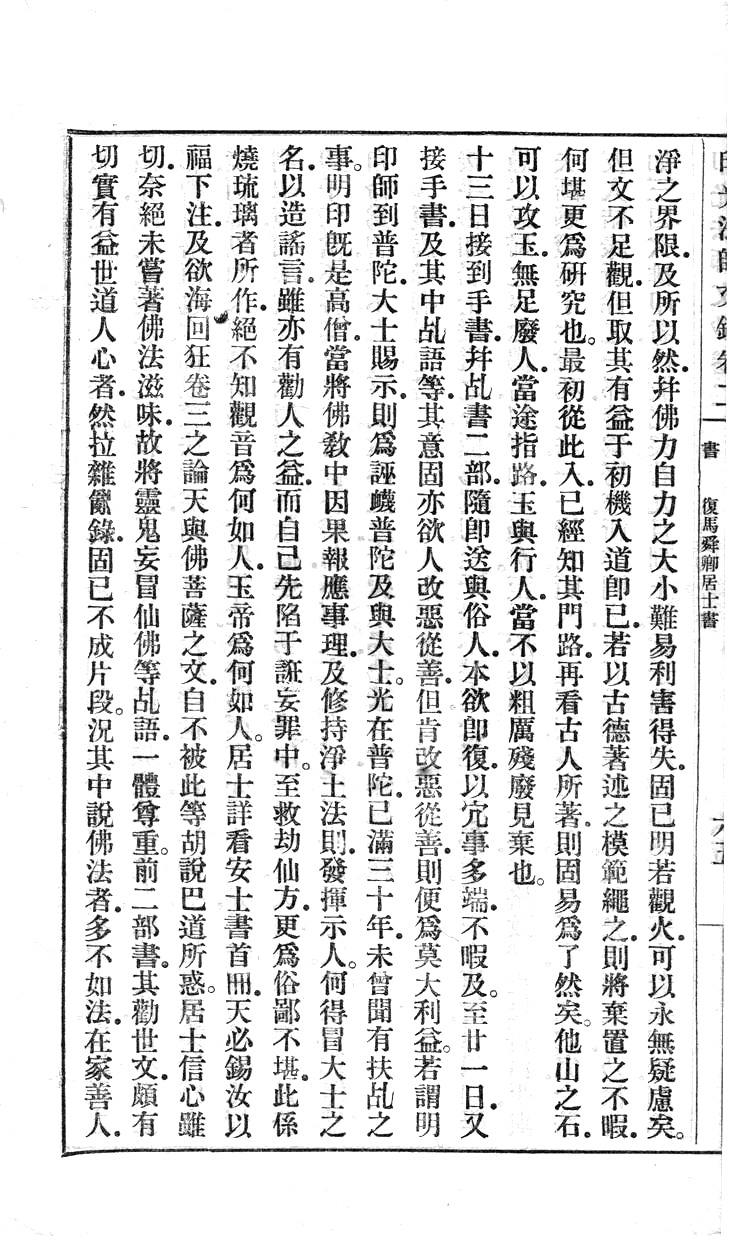 書　復馬舜卿居士書
淨之界限．及所以然．幷佛力自力之大小難易利害得失．固已明若觀火．可以永無疑慮矣。
但文不足觀．但取其有益于初機入道卽已．若以古德著述之模範繩之．則將棄置之不暇．
何堪更爲研究也。最初從此入．已經知其門路．再看古人所著．則固易爲了然矣。他山之石．
可以攻玉．無足廢人．當途指路．玉與行人．當不以粗厲殘廢見棄也。
十三日接到手書．幷乩書二部．隨卽送與俗人．本欲卽復．以宂事多端．不暇及。至廿一日．又
接手書．及其中乩語等．其意固亦欲人改惡從善．但肯改惡從善．則便爲莫大利益。若謂明
印師到普陀．大士賜示．則爲誣衊普陀及與大士。光在普陀．已滿三十年．未曾聞有扶乩之
事。明印旣是高僧．當將佛敎中因果報應事理．及修持淨土法則．發揮示人。何得冒大士之
名．以造謠言．雖亦有勸人之益．而自己先陷于誑妄罪中。至救劫仙方．更爲俗鄙不堪．此係
燒琉璃者所作．絕不知觀音爲何如人．玉帝爲何如人。居士詳看安士書首冊．天必錫汝以
福下注．及欲海回狂卷三之論天與佛菩薩之文．自不被此等胡說巴道所惑。居士信心雖
切．奈絕未嘗著佛法滋味．故將靈鬼妄冒仙佛等乩語．一體尊重。前二部書．其勸世文．頗有
切實有益世道人心者．然拉雜儱錄．固已不成片段。況其中說佛法者．多不如法．在家善人．